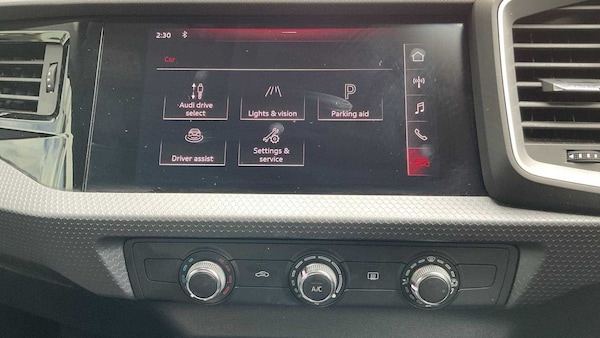 2:30
Car
Audi drive
select
Lights & vision
Parking aid
Driver assist
Settings &
service
A/C